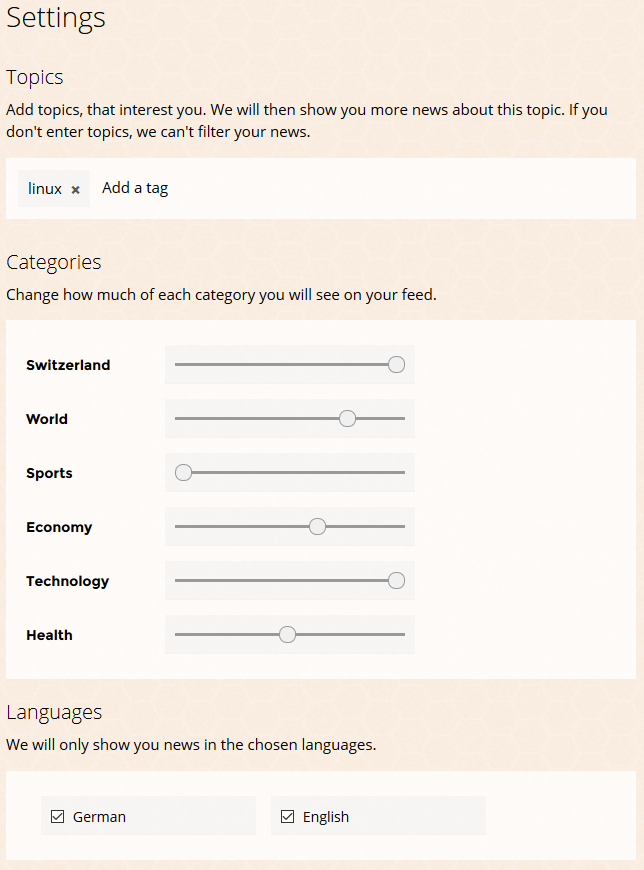 Settings
Topics
Add topics, that interest you. We will then show you more news about this topic. If you
don't enter topics, we can't filter your news.
linux × Add a tag
Categories
Change how much of each category you will see on your feed.
Switzerland
World
Sports
Economy
Technology
Health
Languages
We will only show you news in the chosen languages.
German English